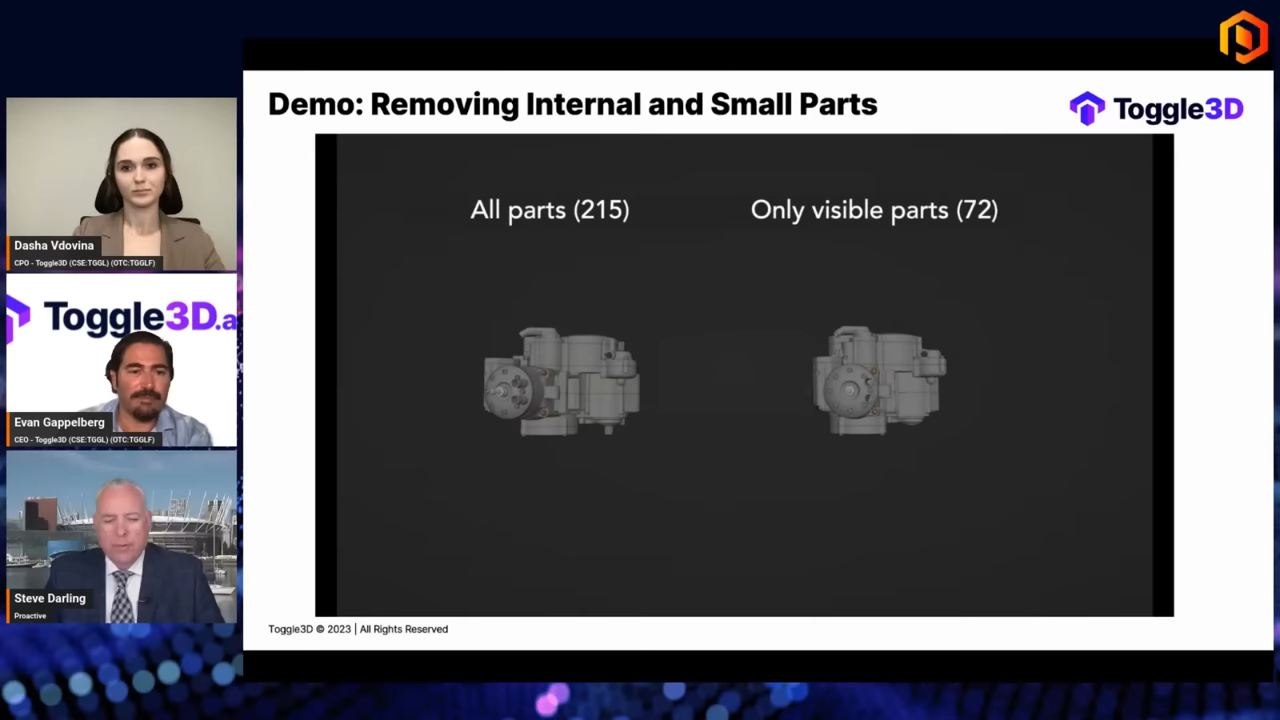 Demo: Removing Internal and Small Parts
Toggle3D
All parts (215)
Only visible parts (72)
Toggle3D © 2023 | All Rights Reserved
Dasha Vdovina
CPO - Toggle3D (CSE:TGGL) (OTC:TGGLF)
Toggle3D.a
Evan Gappelberg
CEO - Toggle3D (CSE:TGGL) (OTC:TGGLF)
Steve Darling
Proactive